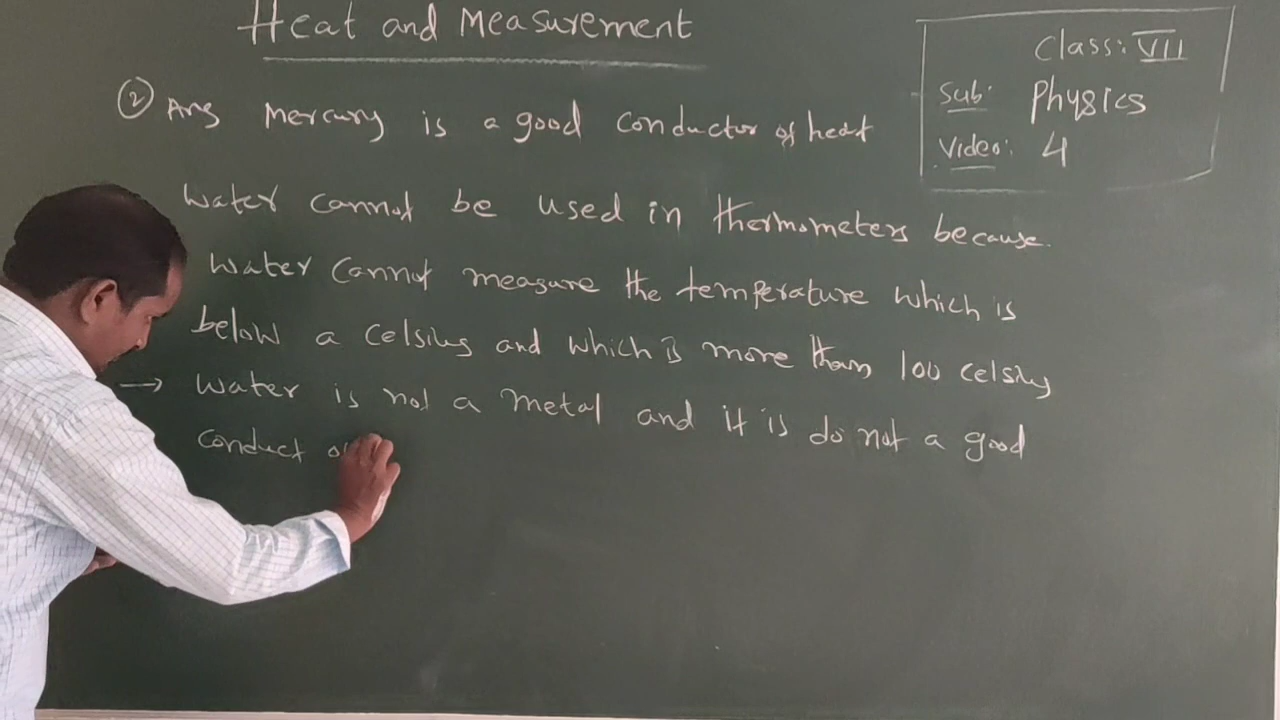 Heat and Measurement
Class: VII
Sub: Physics
Video: 4
② Ans Mercury is a good conductor of heat
Water cannot be used in thermometers because.
Water cannot measure the temperature which is
below a Celsius and which is more than 100 celsius
→ Water is not a metal and it is do not a good
conduct